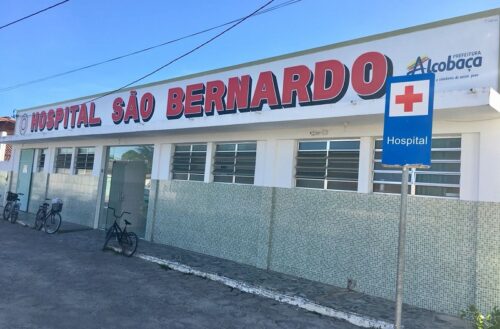 HOSPITAL SÃO BERNARDO
PREFEITURA
Alcobaça
Hospital